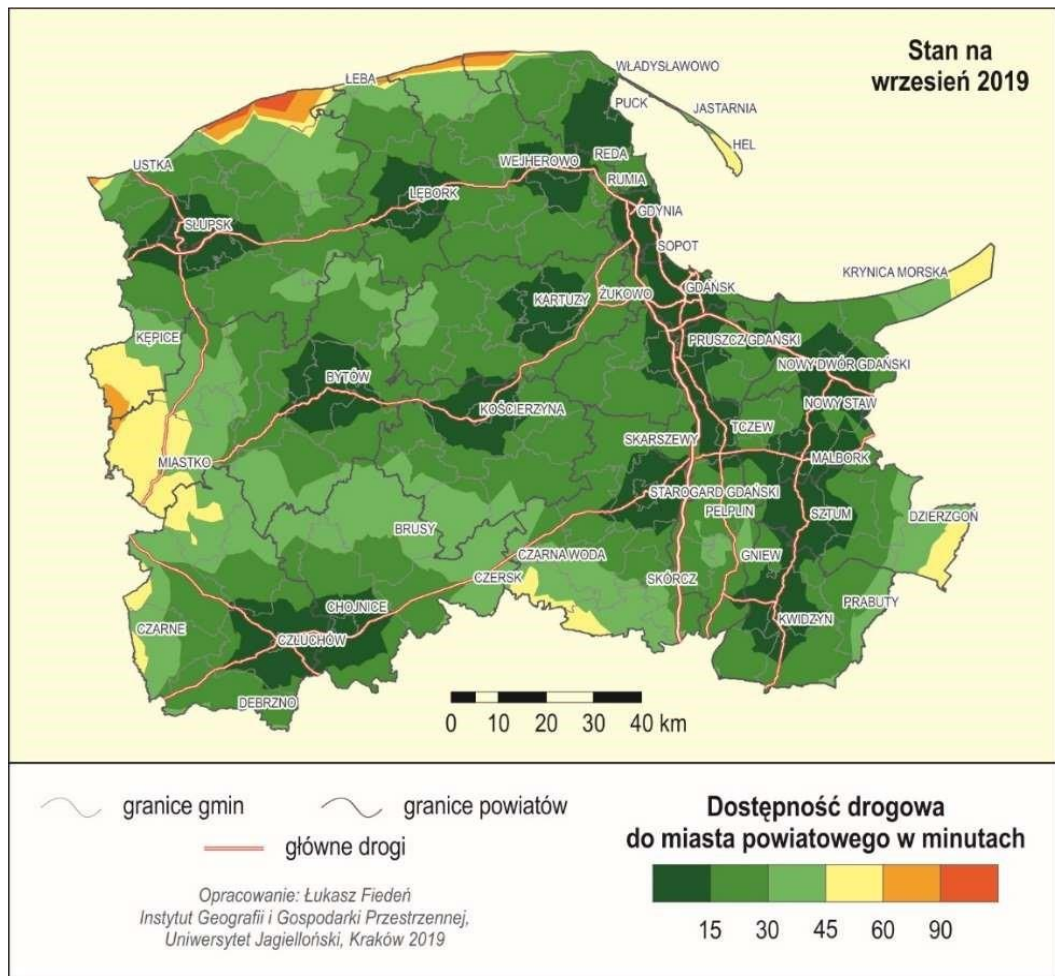 Stan na
wrzesień 2019
WŁADYSŁAWOWO
ŁEBA
PUCK
JASTARNIA
HEL
USTKA
WEJHEROWO
REDA
RUMIA
LĘBORK
GDYNIA
SŁUPSK
SOPOT
KRYNICA MORSKA
GDAŃSK
KARTUZY
ŻUKOWO
KĘPICE
PRUSZCZ GDAŃSKI
NOWY DWÓR GDAŃSKI
BYTÓW
NOWY STAW
KOŚCIERZYNA
TCZEW
SKARSZEWY
MALBORK
MIASTKO
STAROGARD GDAŃSKI
PELPLIN
SZTUM
DZIERZGOŃ
BRUSY
CZARNA WODA
GNIEW
CZERSK
SKÓRCZ
PRABUTY
CHOJNICE
KWIDZYN
CZARNE
CZŁUCHÓW
DEBRZNO
0 10 20 30 40 km
granice gmin granice powiatów
główne drogi
Opracowanie: Łukasz Fiedeń
Instytut Geografii i Gospodarki Przestrzennej,
Uniwersytet Jagielloński, Kraków 2019
Dostępność drogowa
do miasta powiatowego w minutach
15 30 45 60 90